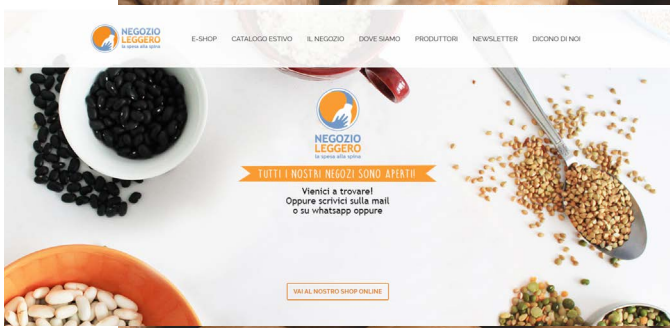 NEGOZIO
LEGGERO
la spesa alla spina
E-SHOP CATALOGO ESTIVO IL NEGOZIO DOVE SIAMO PRODUTTORI NEWSLETTER DICONO DI NOI
NEGOZIO
LEGGERO
la spesa alla spina
TUTTI I NOSTRI NEGOZI SONO APERTI!
Vienici a trovare!
Oppure scrivici sulla mail
o su whatsapp oppure
VAI AL NOSTRO SHOP ONLINE